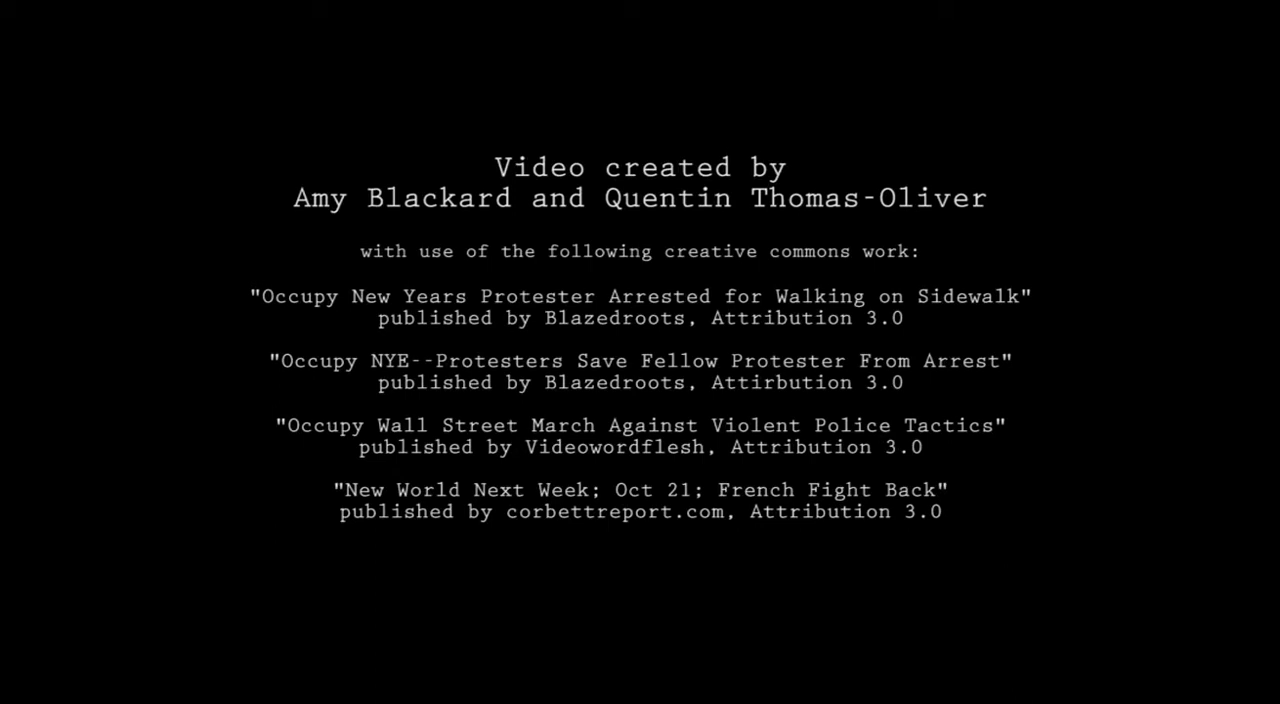 Video created by
Amy Blackard and Quentin Thomas-Oliver
with use of the following creative commons work:
"Occupy New Years Protester Arrested for Walking on Sidewalk"
published by Blazedroots, Attribution 3.0
"Occupy NYE--Protesters Save Fellow Protester From Arrest"
published by Blazedroots, Attirbution 3.0
"Occupy Wall Street March Against Violent Police Tactics"
published by Videowordflesh, Attribution 3.0
"New World Next Week; Oct 21; French Fight Back"
published by corbettreport.com, Attribution 3.0